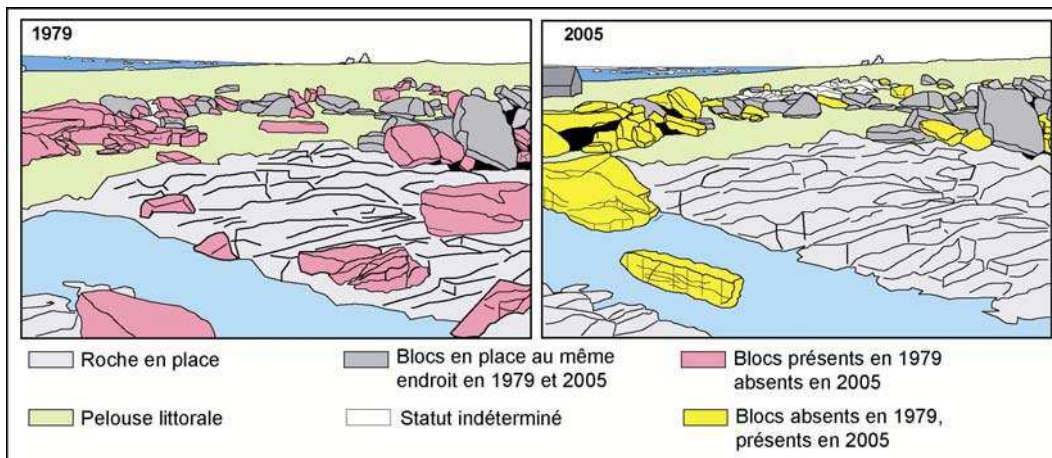 1979
2005
Roche en place
Blocs en place au même
endroit en 1979 et 2005
Blocs présents en 1979
absents en 2005
Pelouse littorale
Statut indéterminé
Blocs absents en 1979,
présents en 2005